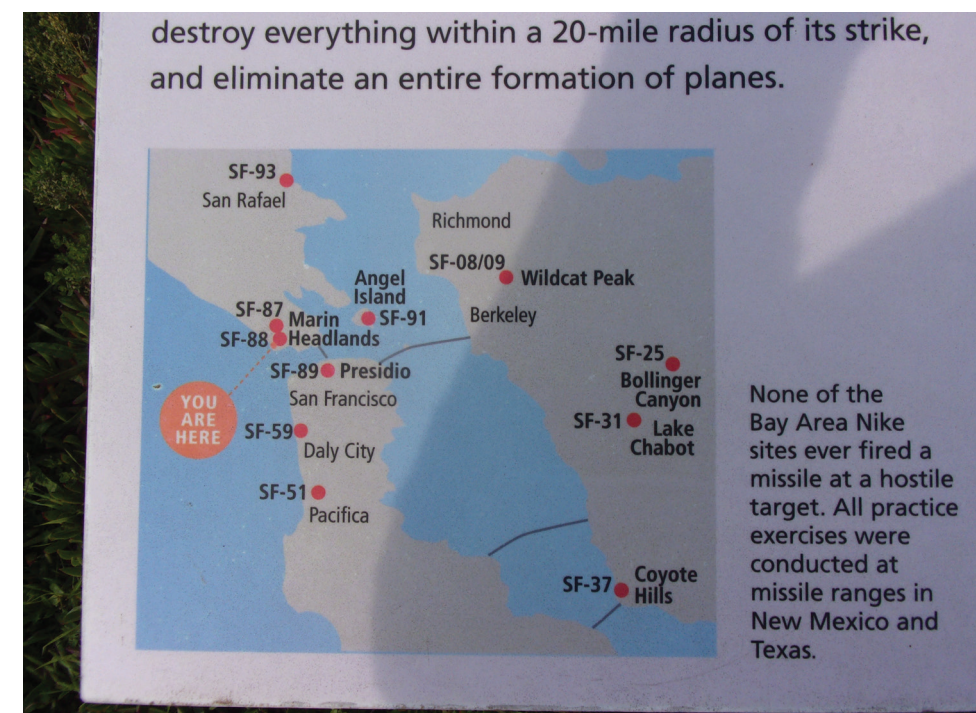 destroy everything within a 20-mile radius of its strike,
and eliminate an entire formation of planes.
SF-93
San Rafael
Richmond
SF-08/09
Wildcat Peak
Angel
Island
SF-91
Berkeley
SF-87
SF-88
Marin
Headlands
SF-89
Presidio
San Francisco
YOU
ARE
HERE
SF-59
Daly City
SF-51
Pacifica
SF-25
Bollinger
Canyon
SF-31
Lake
Chabot
SF-37
Coyote
Hills
None of the
Bay Area Nike
sites ever fired a
missile at a hostile
target. All practice
exercises were
conducted at
missile ranges in
New Mexico and
Texas.